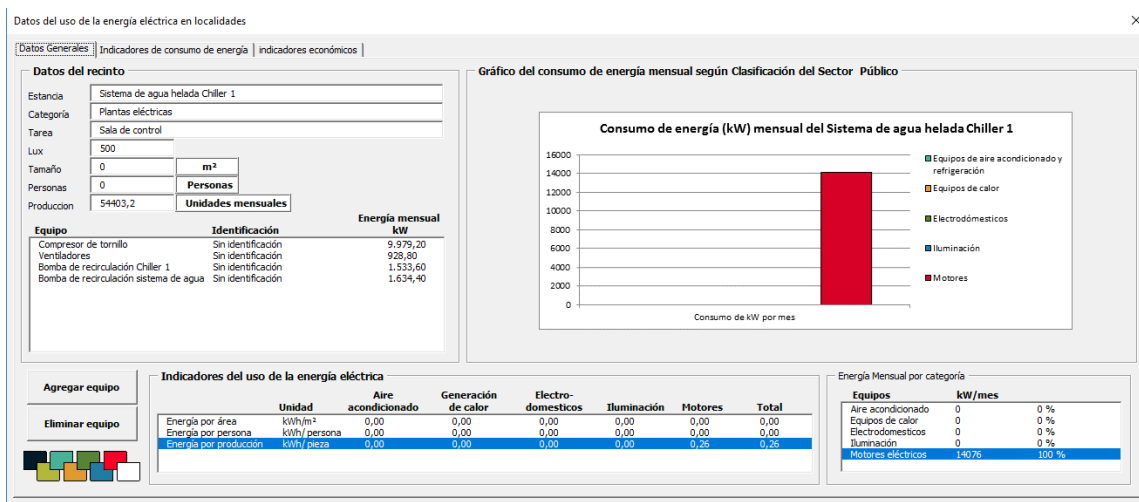 Datos del uso de la energía eléctrica en localidades
Datos Generales Indicadores de consumo de energía indicadores económicos
Datos del recinto
Estancia Sistema de agua helada Chiller 1
Categoría Plantas eléctricas
Tarea Sala de control
Lux 500
Tamaño 0 m²
Personas 0 Personas
Produccion 54403,2 Unidades mensuales
Equipo Identificación Energía mensual kW
Compresor de tornillo Sin identificación 9.979,20
Ventiladores Sin identificación 928,80
Bomba de recirculación Chiller 1 Sin identificación 1.533,60
Bomba de recirculación sistema de agua Sin identificación 1.634,40
Gráfico del consumo de energía mensual según Clasificación del Sector Público
Consumo de energía (kW) mensual del Sistema de agua helada Chiller 1
16000
14000
12000
10000
8000
6000
4000
2000
0
Consumo de kW por mes
Equipos de aire acondicionado y
refrigeración
Equipos de calor
Electrodómesticos
Iluminación
Motores
Agregar equipo
Eliminar equipo
Indicadores del uso de la energía eléctrica
Unidad Aire acondicionado Generación de calor Electro-domesticos Iluminación Motores Total
Energía por área kWh/m² 0,00 0,00 0,00 0,00 0,00 0,00
Energía por persona kWh/ persona 0,00 0,00 0,00 0,00 0,00 0,00
Energía por producción kWh/ pieza 0,00 0,00 0,00 0,00 0,26 0,26
Energía Mensual por categoría
Equipos kW/mes
Aire acondicionado 0 0 %
Equipos de calor 0 0 %
Electrodomesticos 0 0 %
Iluminación 0 0 %
Motores eléctricos 14076 100 %